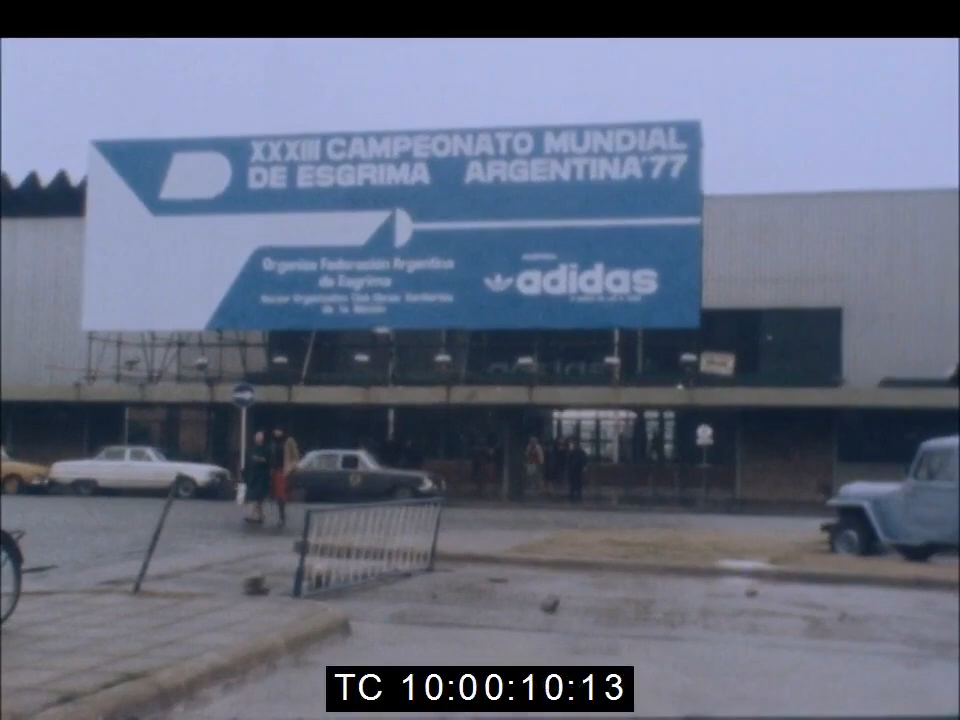 XXXIII CAMPEONATO MUNDIAL
DE ESGRIMA ARGENTINA'77
Organiza Federación Argentina
de Esgrima
adidas
TC 10:00:10:13